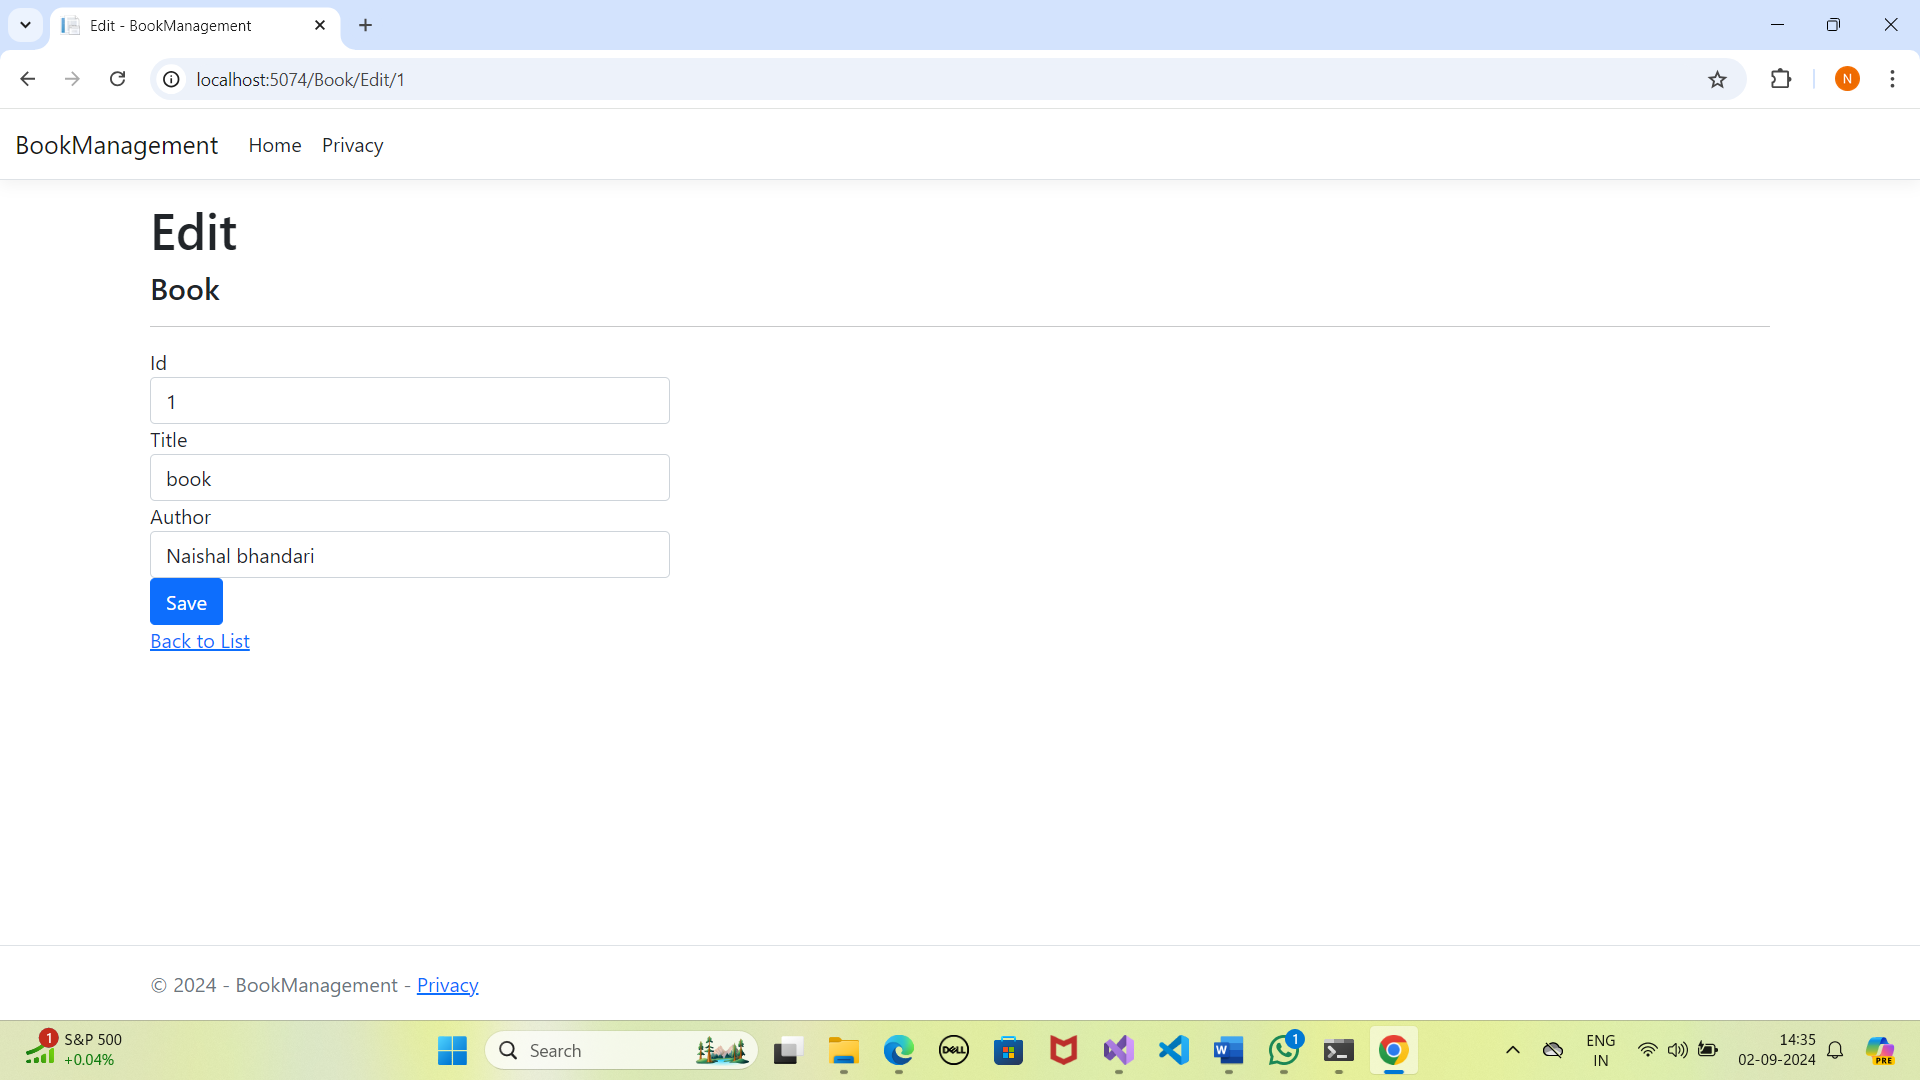 Edit - BookManagement
localhost:5074/Book/Edit/1
N
BookManagement Home Privacy
Edit
Book
Id
1
Title
book
Author
Naishal bhandari
Save
Back to List
© 2024 - BookManagement - Privacy
1
S&P 500
+0.04%
Search
DELL
W
1
ENG
IN
14:35
02-09-2024
PRE